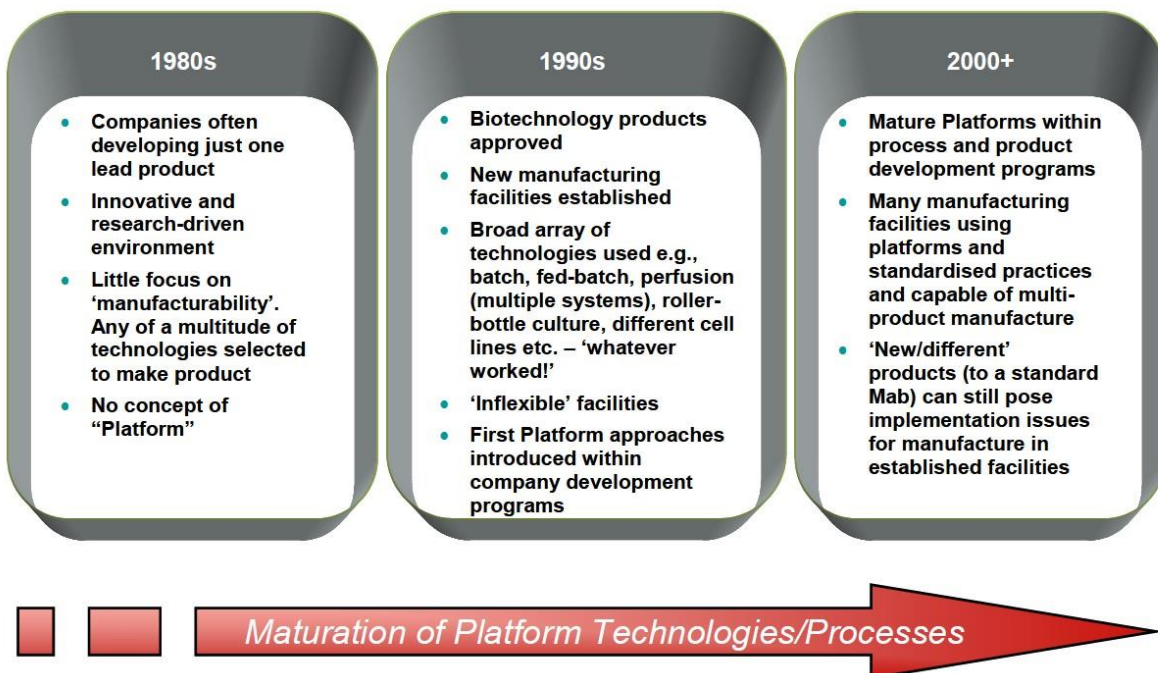 1980s
• Companies often
developing just one
lead product
• Innovative and
research-driven
environment
• Little focus on
‘manufacturability’.
Any of a multitude of
technologies selected
to make product
• No concept of
“Platform”
1990s
• Biotechnology products
approved
• New manufacturing
facilities established
• Broad array of
technologies used e.g.,
batch, fed-batch, perfusion
(multiple systems), roller-
bottle culture, different cell
lines etc. – ‘whatever
worked!’
• ‘Inflexible’ facilities
• First Platform approaches
introduced within
company development
programs
2000+
• Mature Platforms within
process and product
development programs
• Many manufacturing
facilities using
platforms and
standardised practices
and capable of multi-
product manufacture
• ‘New/different’
products (to a standard
Mab) can still pose
implementation issues
for manufacture in
established facilities
Maturation of Platform Technologies/Processes